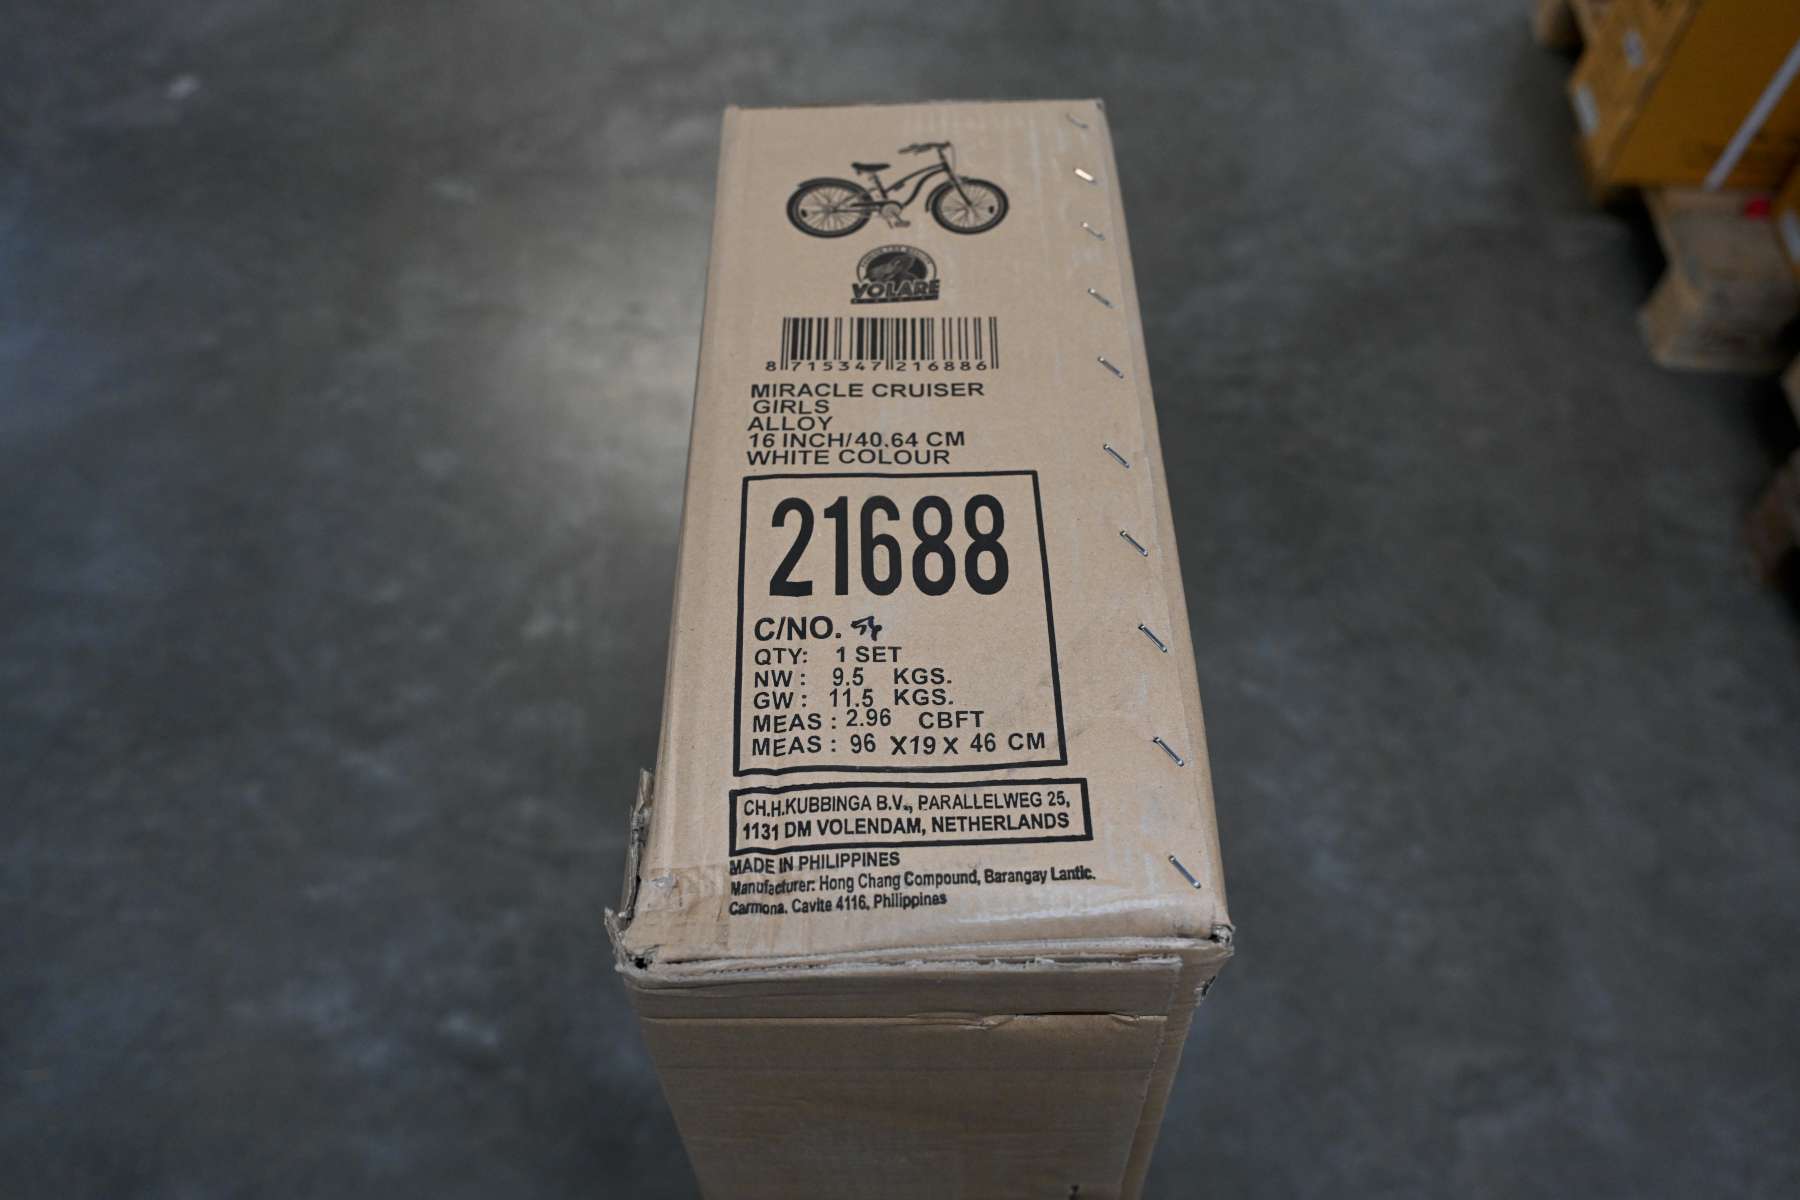 VOLARE
8 715347 216886
MIRACLE CRUISER
GIRLS
ALLOY
16 INCH/40.64 CM
WHITE COLOUR
21688
C/NO. 56
QTY: 1 SET
NW : 9.5 KGS.
GW : 11.5 KGS.
MEAS : 2.96 CBFT
MEAS : 96 X19 X 46 CM
CH.H.KUBBINGA B.V., PARALLELWEG 25,
1131 DM VOLENDAM, NETHERLANDS
MADE IN PHILIPPINES
Manufacturer: Hong Chang Compound, Barangay Lantic.
Carmona. Cavite 4116, Philippines